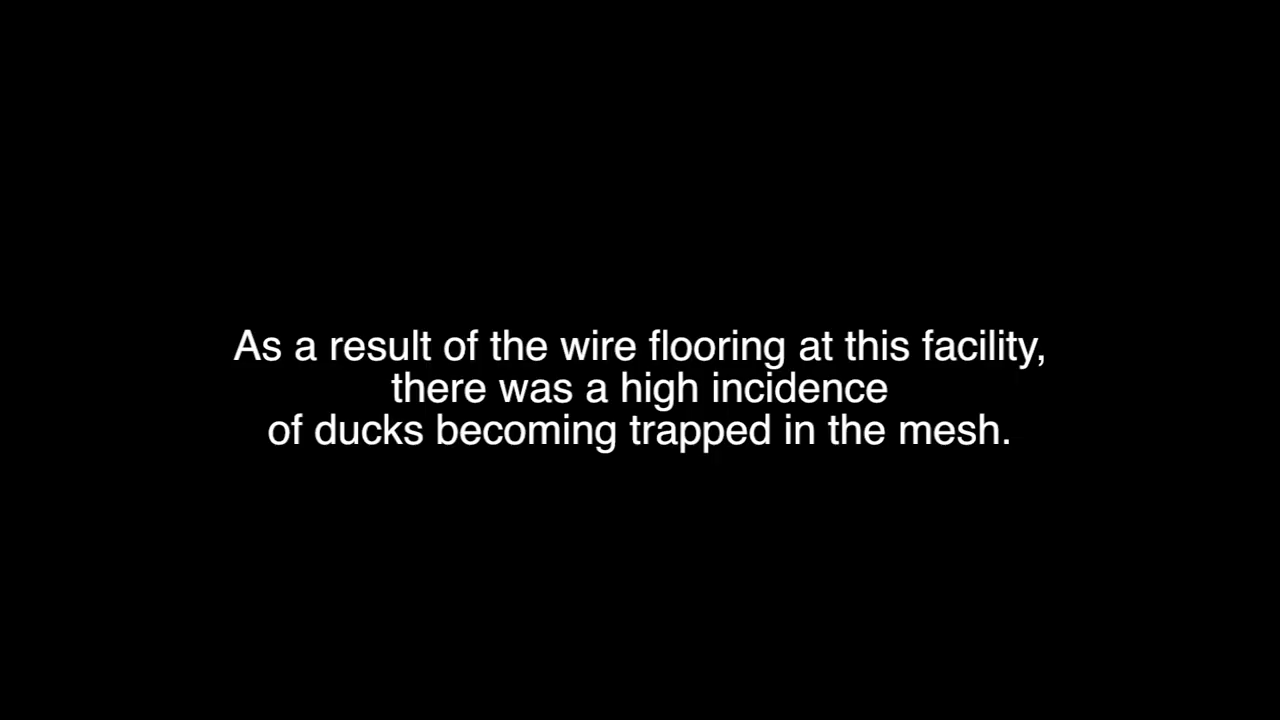 As a result of the wire flooring at this facility,
there was a high incidence
of ducks becoming trapped in the mesh.